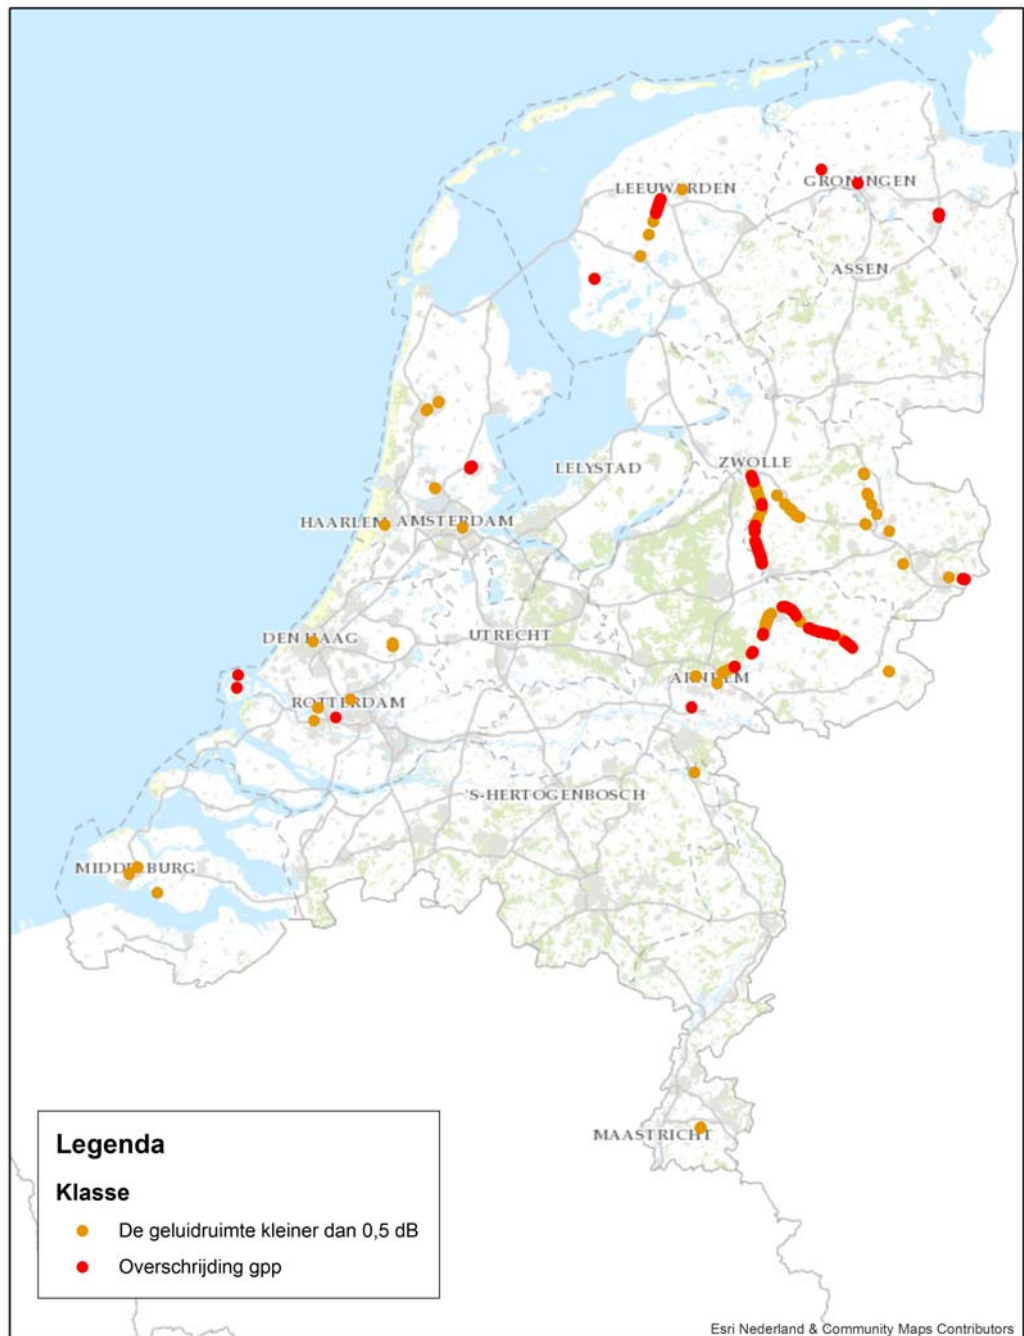 LEEUWARDEN
GRONINGEN
ASSEN
ZWOLLE
LELYSTAD
HAARLEM
AMSTERDAM
DEN HAAG
UTRECHT
ARNHEM
ROTTERDAM
'S-HERTOGENBOSCH
MIDDELBURG
MAASTRICHT
Legenda
Klasse
De geluidruimte kleiner dan 0,5 dB
Overschrijding gpp
Esri Nederland & Community Maps Contributors